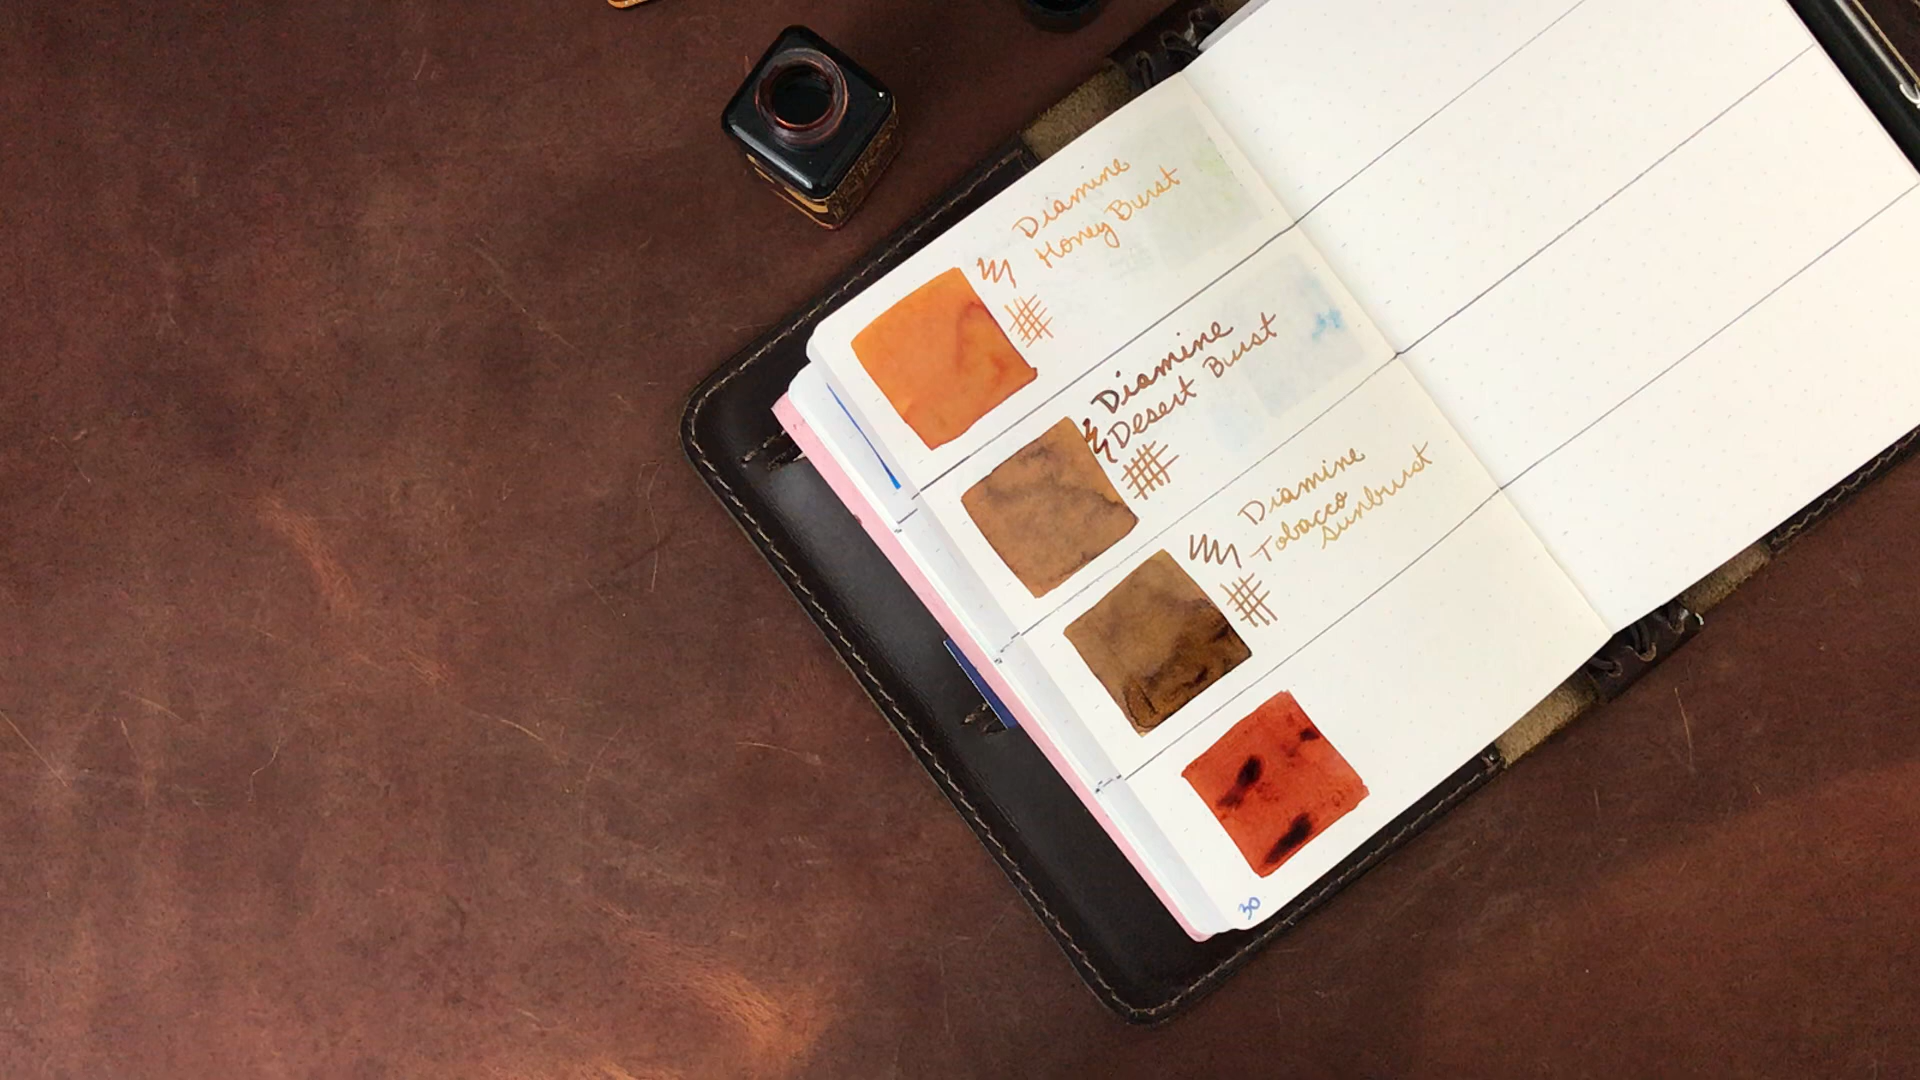 Diamine
Honey Burst
Diamine
Desert Burst
Diamine
Tobacco
Sunburst
30